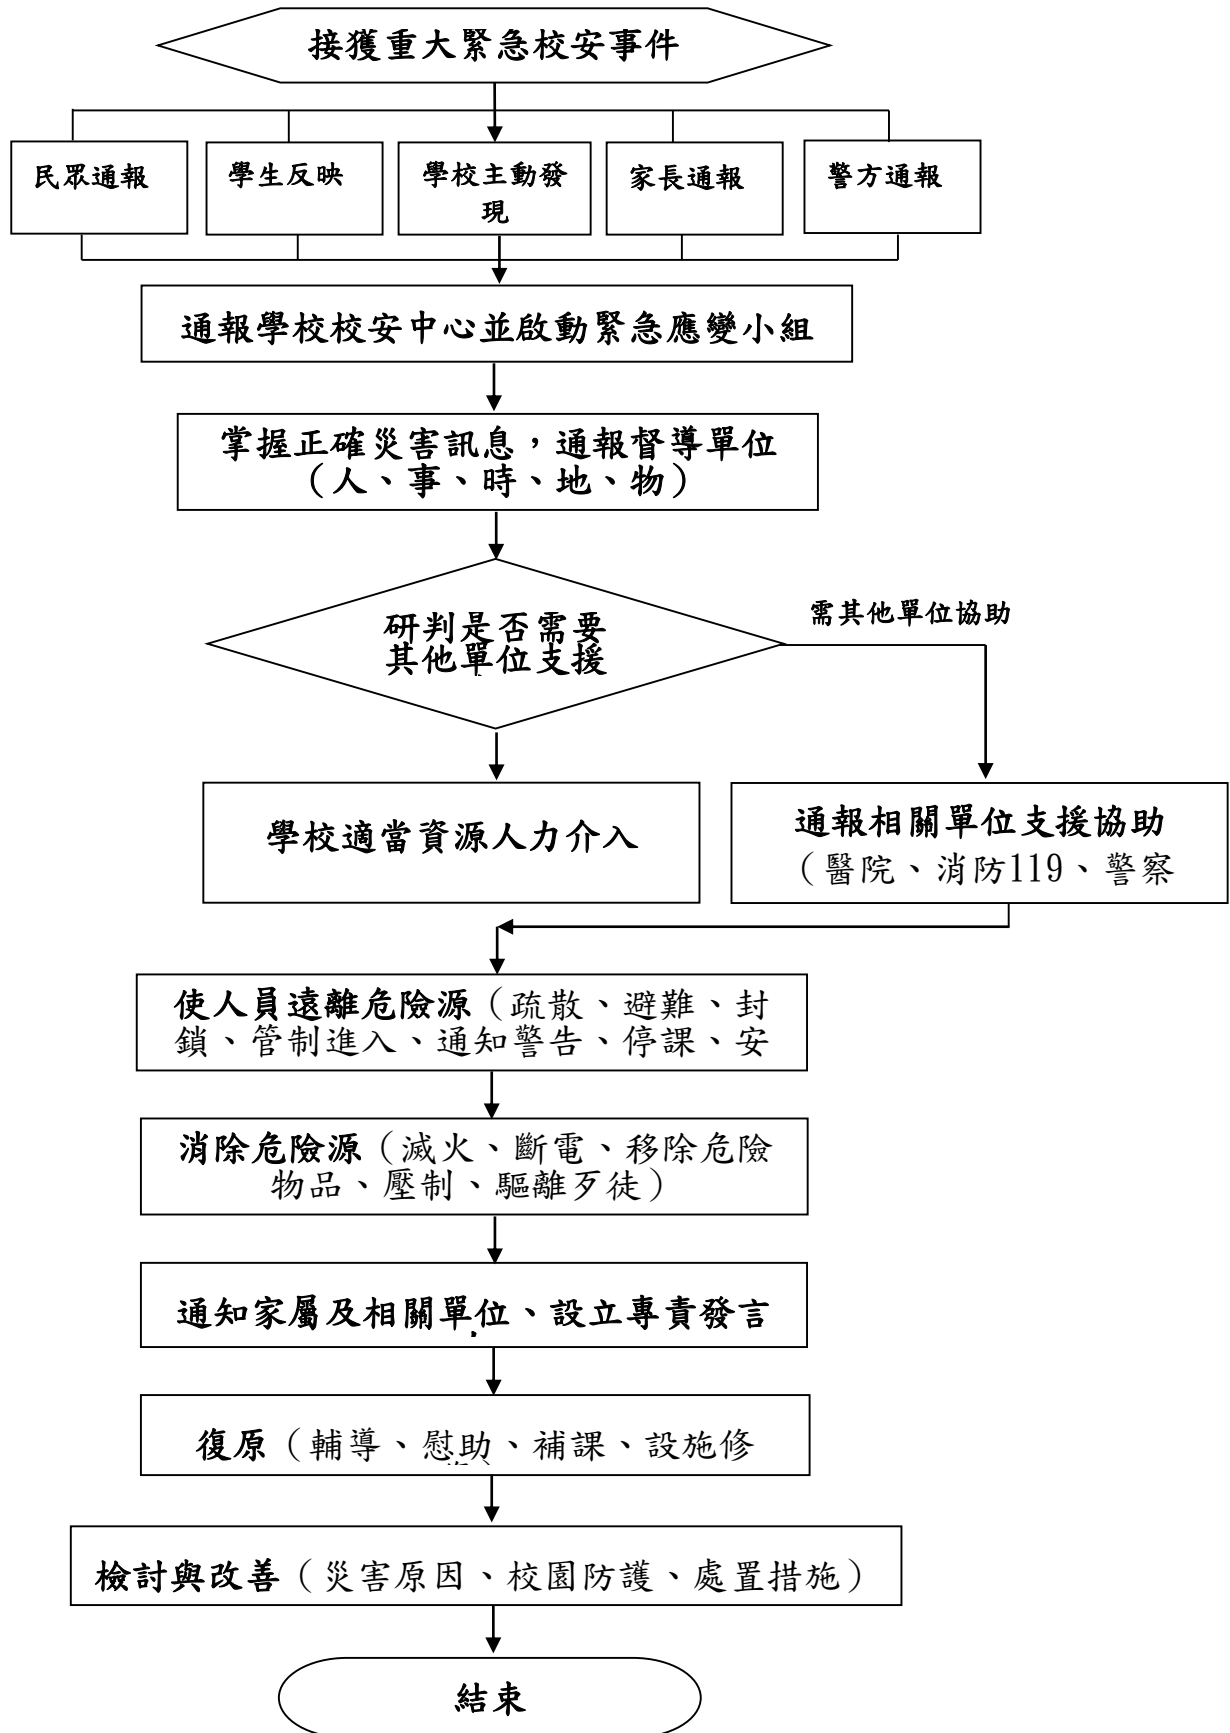 接獲重大緊急校安事件
民眾通報
學生反映
學校主動發
現
家長通報
警方通報
通報學校校安中心並啟動緊急應變小組
掌握正確災害訊息，通報督導單位
（人、事、時、地、物）
研判是否需要
其他單位支援
需其他單位協助
學校適當資源人力介入
通報相關單位支援協助
（醫院、消防119、警察
使人員遠離危險源（疏散、避難、封
鎖、管制進入、通知警告、停課、安
消除危險源（滅火、斷電、移除危險
物品、壓制、驅離歹徒）
通知家屬及相關單位、設立專責發言
復原（輔導、慰助、補課、設施修
檢討與改善（災害原因、校園防護、處置措施）
結束